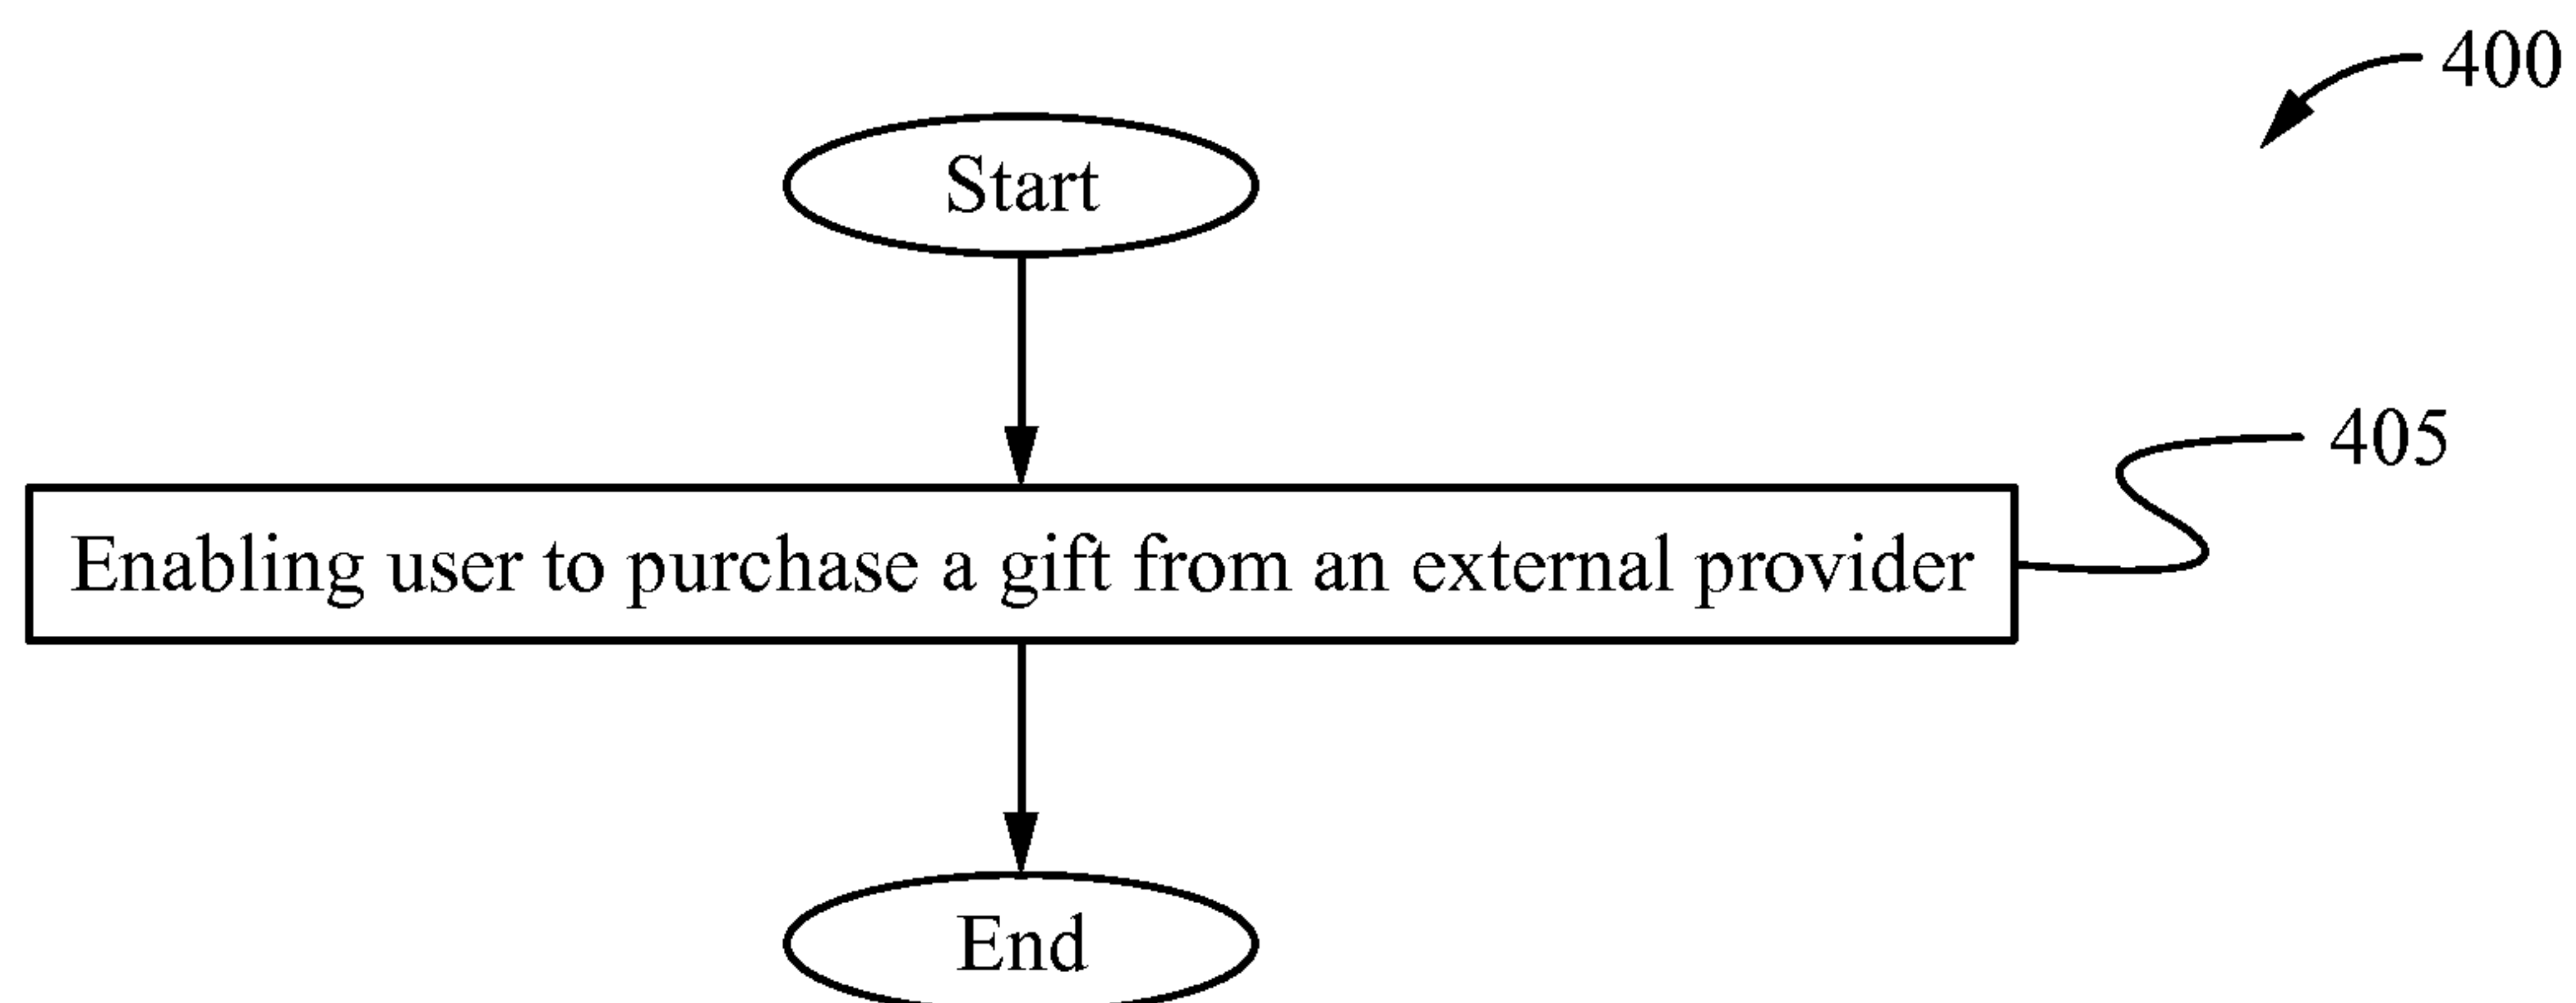 400
Start
405
Enabling user to purchase a gift from an external provider
End